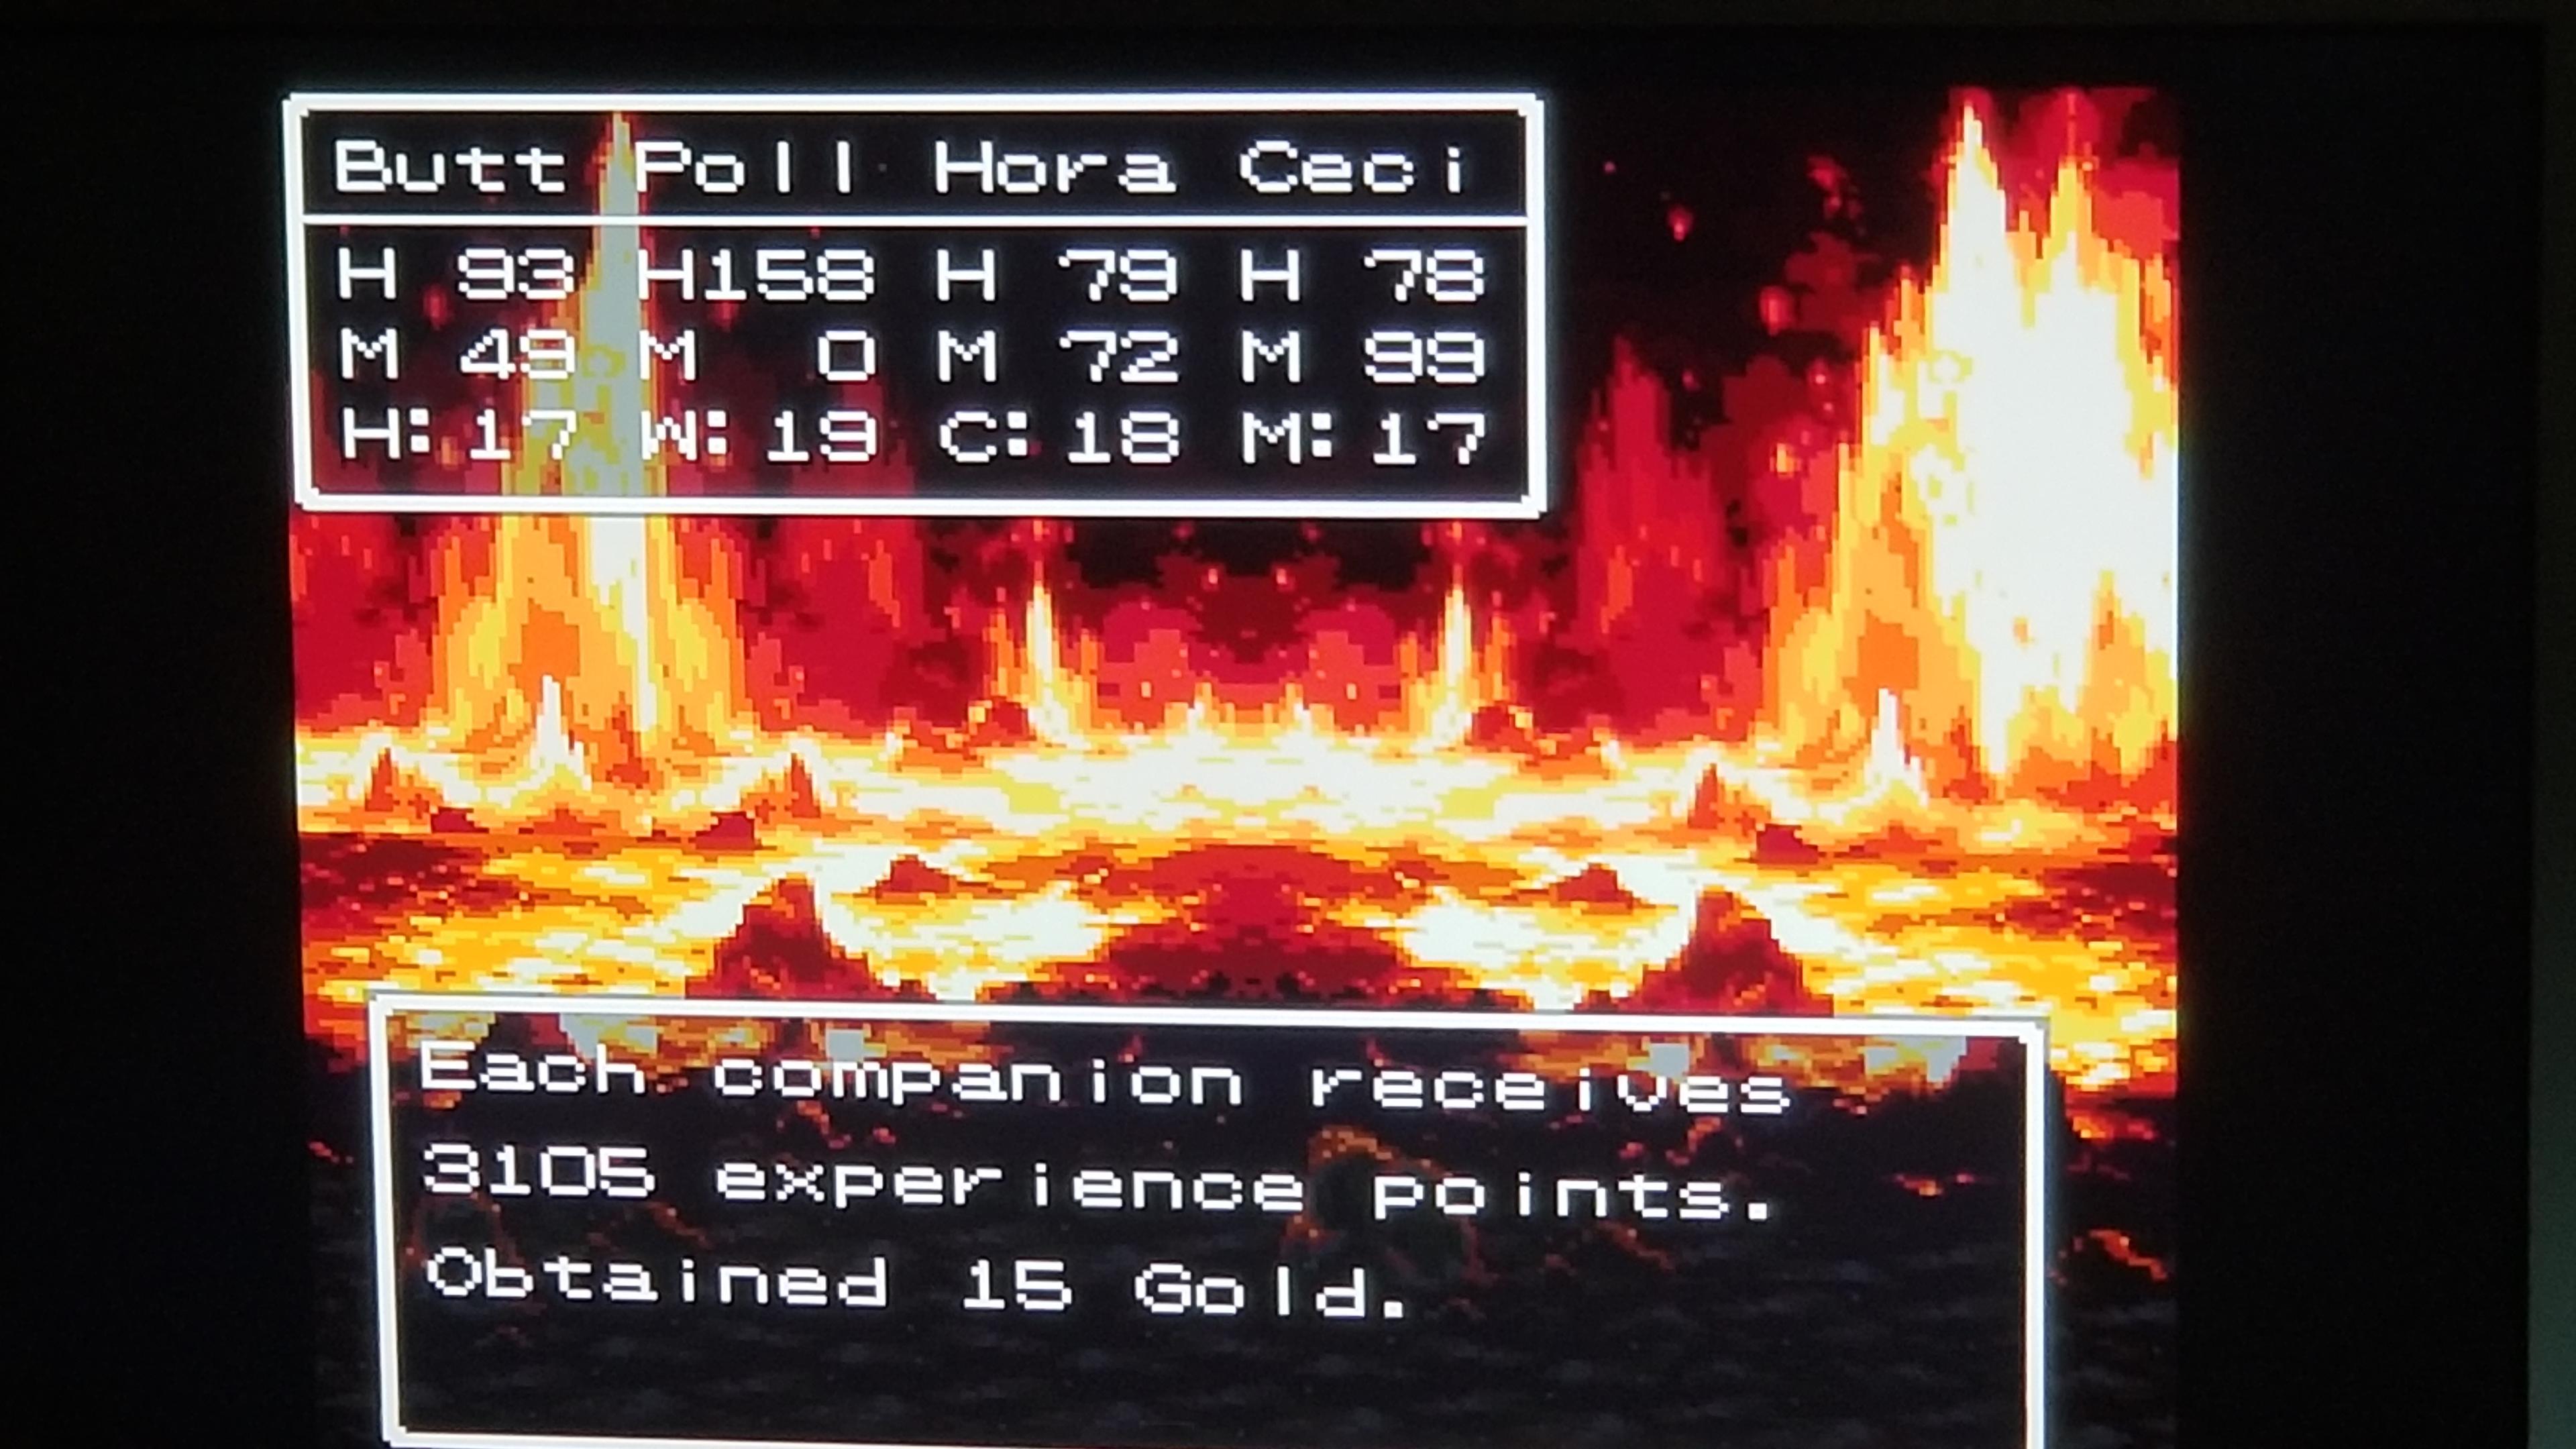 Butt Poll Hora Ceci
H 93 H158 H 79 H 78
M 49 M 0 M 72 M 99
H:17 W:19 C:18 M:17
Each companion receives
3105 experience points.
Obtained 15 Gold.